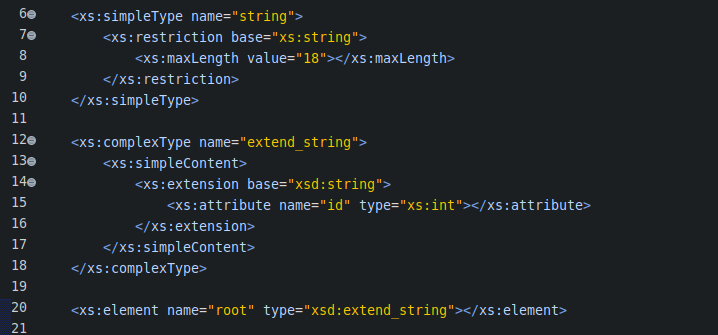 6 <xs:simpleType name="string">
7 <xs:restriction base="xs:string">
8 <xs:maxLength value="18"></xs:maxLength>
9 </xs:restriction>
10 </xs:simpleType>
11
12 <xs:complexType name="extend_string">
13 <xs:simpleContent>
14 <xs:extension base="xsd:string">
15 <xs:attribute name="id" type="xs:int"></xs:attribute>
16 </xs:extension>
17 </xs:simpleContent>
18 </xs:complexType>
19
20 <xs:element name="root" type="xsd:extend_string"></xs:element>
21